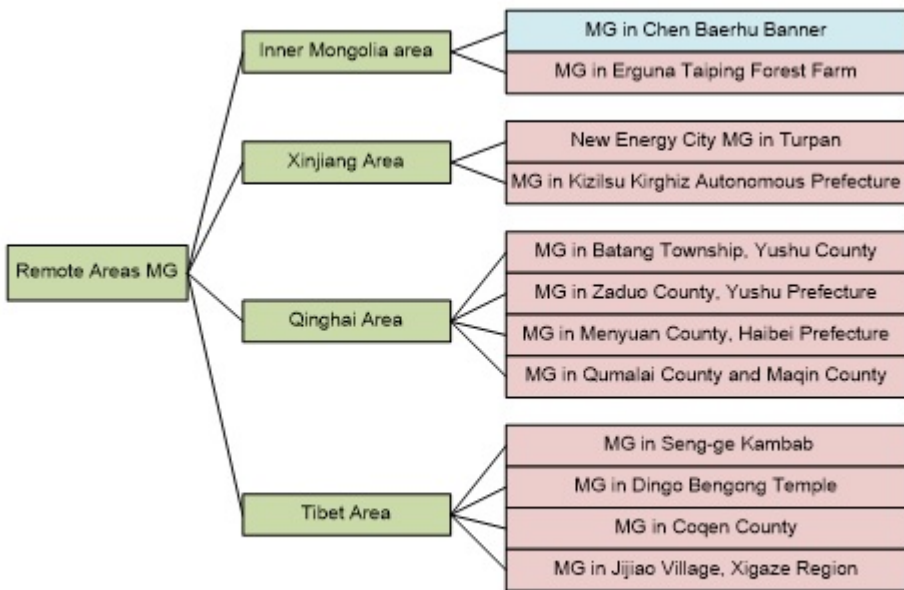 Remote Areas MG
Inner Mongolia area
MG in Chen Baerhu Banner
MG in Erguna Taiping Forest Farm
Xinjiang Area
New Energy City MG in Turpan
MG in Kizilsu Kirghiz Autonomous Prefecture
Qinghai Area
MG in Batang Township, Yushu County
MG in Zaduo County, Yushu Prefecture
MG in Menyuan County, Haibei Prefecture
MG in Qumalai County and Maqin County
Tibet Area
MG in Seng-ge Kambab
MG in Dingo Bengong Temple
MG in Coqen County
MG in Jijiao Village, Xigaze Region